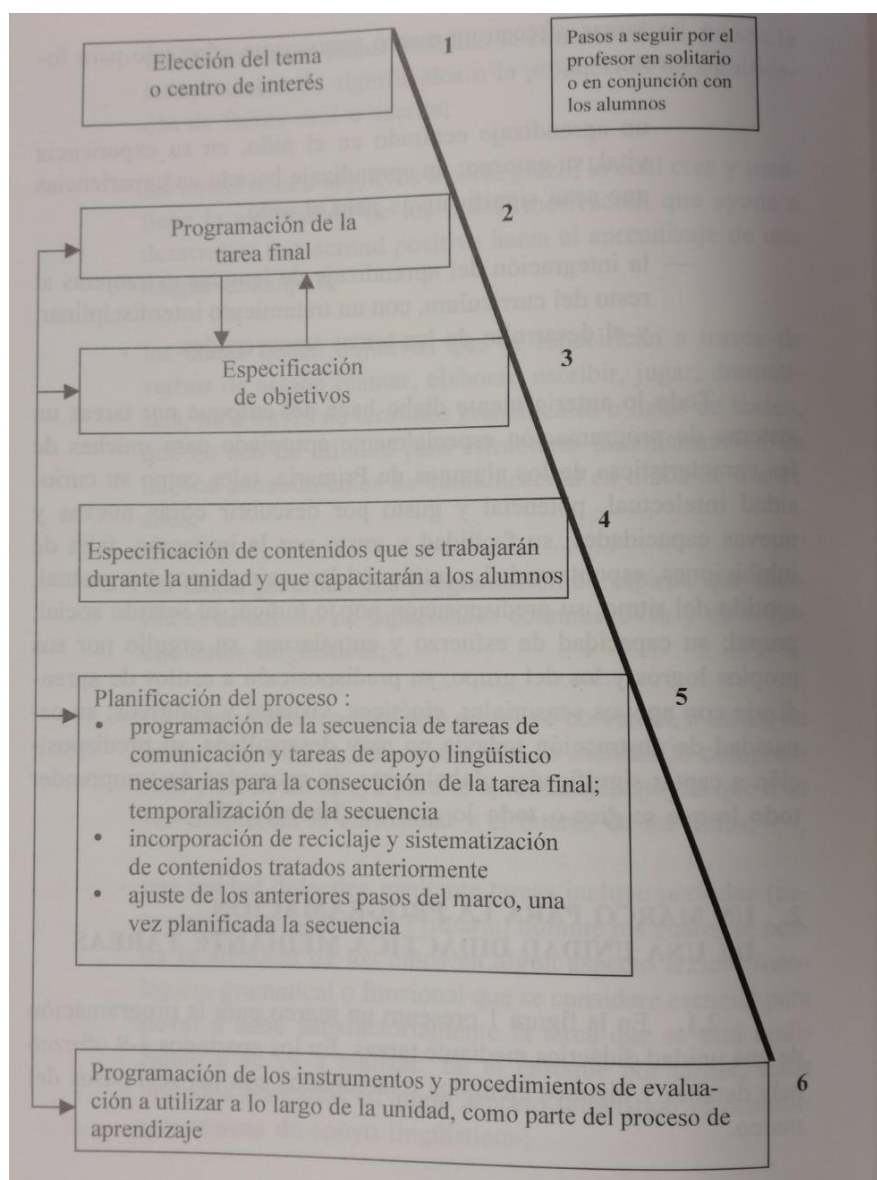 Elección del tema
o centro de interés
1
Pasos a seguir por el
profesor en solitario
o en conjunción con
los alumnos
Programación de la
tarea final
2
Especificación
de objetivos
3
Especificación de contenidos que se trabajarán
durante la unidad y que capacitarán a los alumnos
4
Planificación del proceso :
• programación de la secuencia de tareas de
comunicación y tareas de apoyo lingüístico
necesarias para la consecución de la tarea final;
temporalización de la secuencia
• incorporación de reciclaje y sistematización
de contenidos tratados anteriormente
• ajuste de los anteriores pasos del marco, una
vez planificada la secuencia
5
Programación de los instrumentos y procedimientos de evalua-
ción a utilizar a lo largo de la unidad, como parte del proceso de
aprendizaje
6